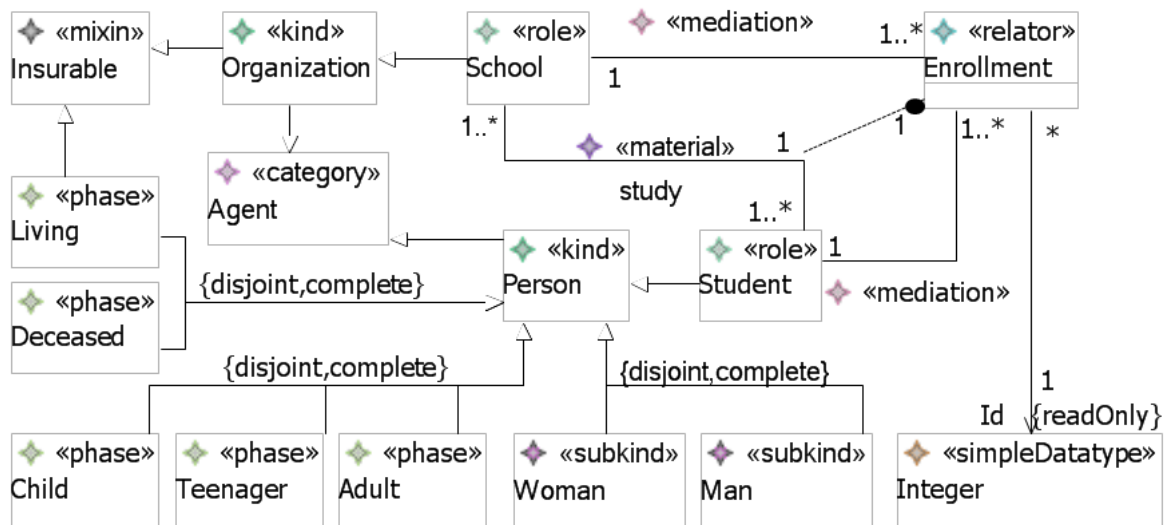 «mixin»
Insurable
«kind»
Organization
«role»
School
«mediation»
1
1..*
«relator»
Enrollment
1..*
«material»
study
1
1
1..*
*
«category»
Agent
«phase»
Living
1..*
«kind»
Person
«role»
Student
1
«mediation»
{disjoint,complete}
«phase»
Deceased
{disjoint,complete}
{disjoint,complete}
1
Id {readOnly}
«phase»
Child
«phase»
Teenager
«phase»
Adult
«subkind»
Woman
«subkind»
Man
«simpleDatatype»
Integer